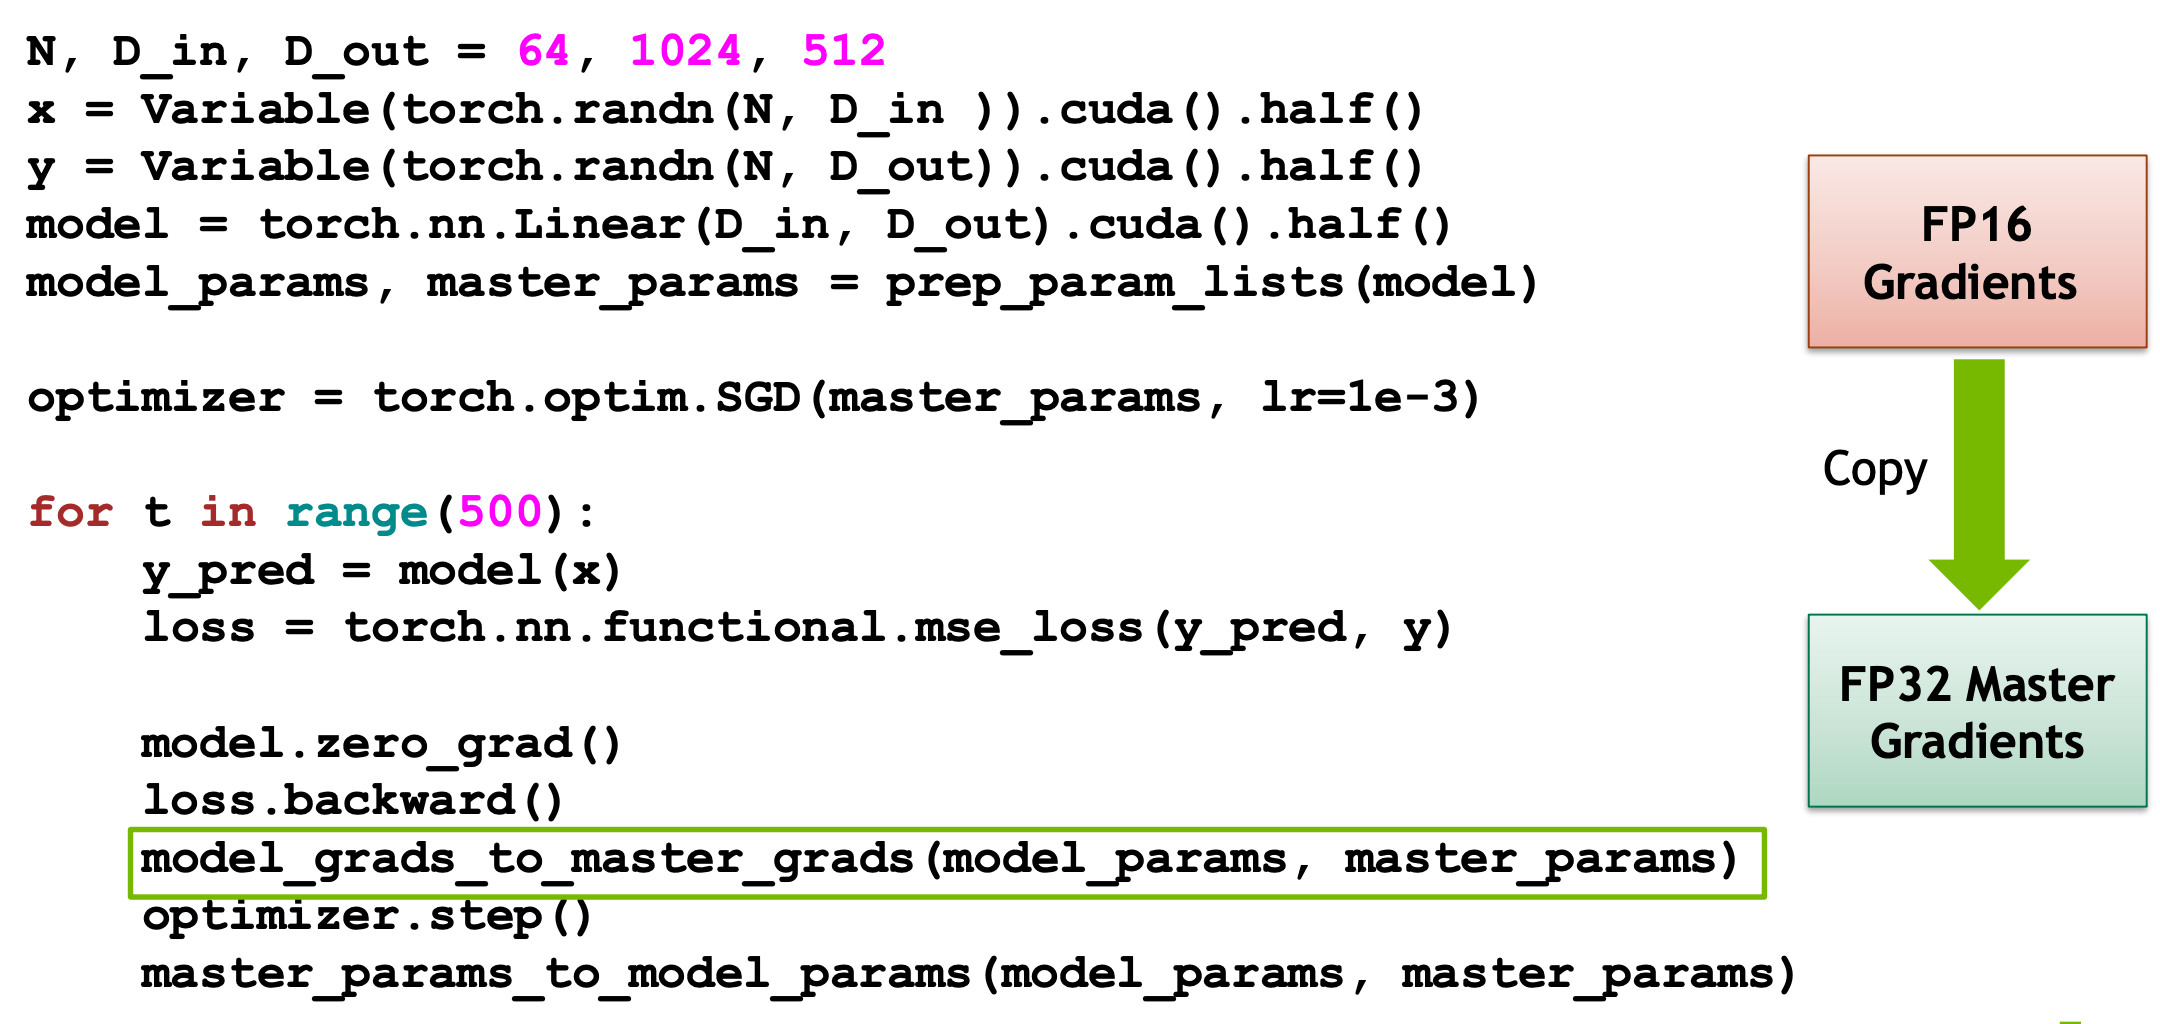 N, D_in, D_out = 64, 1024, 512
x = Variable(torch.randn(N, D_in )).cuda().half()
y = Variable(torch.randn(N, D_out)).cuda().half()
model = torch.nn.Linear(D_in, D_out).cuda().half()
model_params, master_params = prep_param_lists(model)
optimizer = torch.optim.SGD(master_params, lr=1e-3)
for t in range(500):
    y_pred = model(x)
    loss = torch.nn.functional.mse_loss(y_pred, y)
    model.zero_grad()
    loss.backward()
    model_grads_to_master_grads(model_params, master_params)
    optimizer.step()
    master_params_to_model_params(model_params, master_params)
FP16
Gradients
Copy
FP32 Master
Gradients